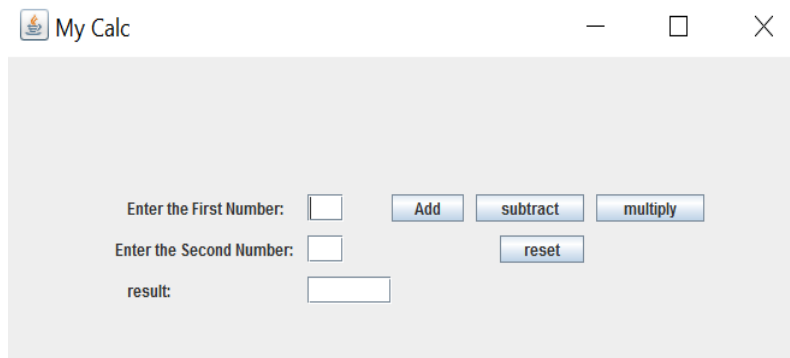 My Calc
Enter the First Number: Add subtract multiply
Enter the Second Number: reset
result: